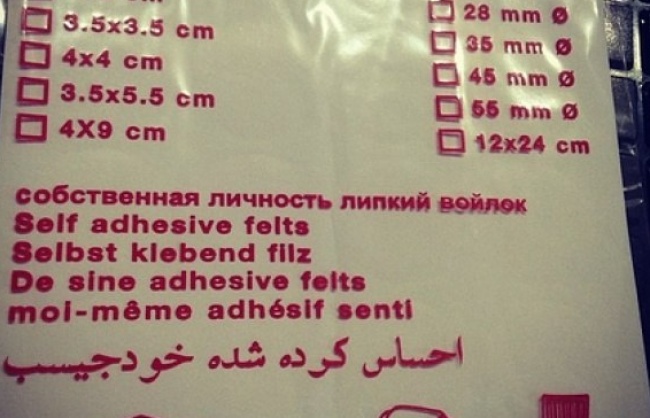 3.5x3.5 cm
4x4 cm
3.5x5.5 cm
4X9 cm
28 mm Ø
35 mm Ø
45 mm Ø
55 mm Ø
12x24 cm
собственная личность липкий войлок
Self adhesive felts
Selbst klebend filz
De sine adhesive felts
moi-même adhésif senti
احساس کرده شده خودجیسب